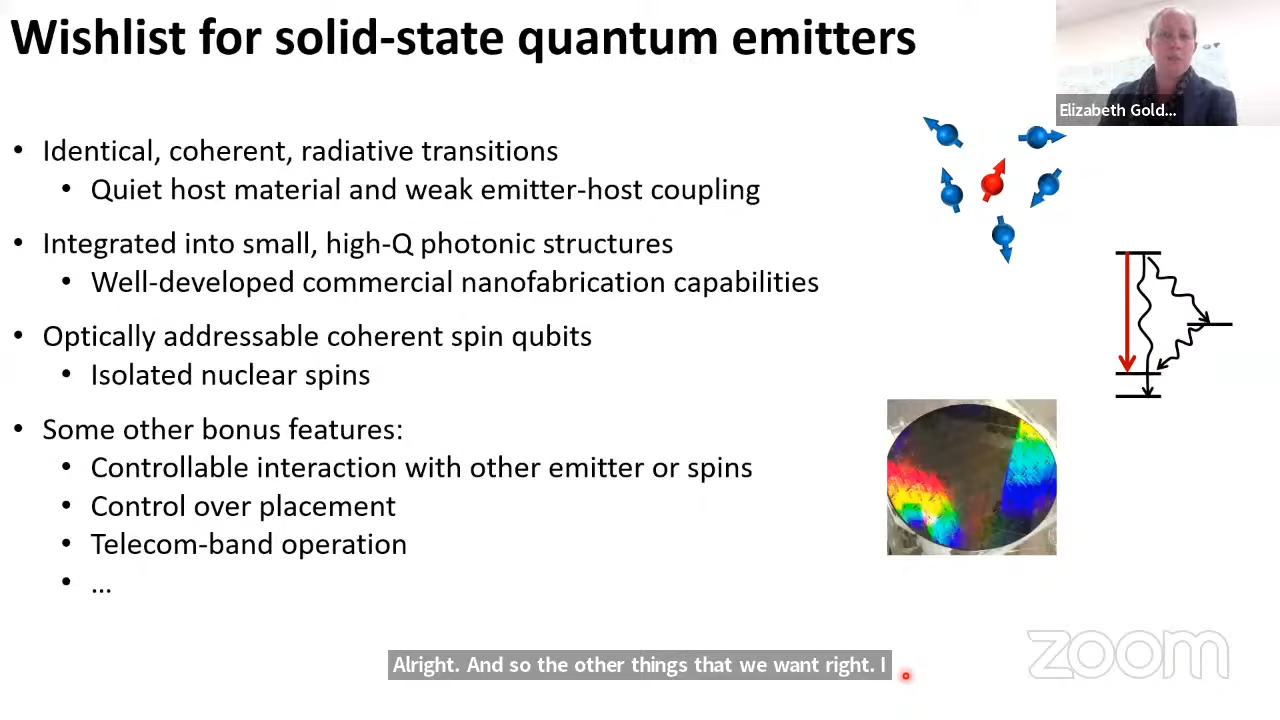 Wishlist for solid-state quantum emitters
Elizabeth Gold...
• Identical, coherent, radiative transitions
• Quiet host material and weak emitter-host coupling
• Integrated into small, high-Q photonic structures
• Well-developed commercial nanofabrication capabilities
• Optically addressable coherent spin qubits
• Isolated nuclear spins
• Some other bonus features:
• Controllable interaction with other emitter or spins
• Control over placement
• Telecom-band operation
• ...
Alright. And so the other things that we want right. I
zoom